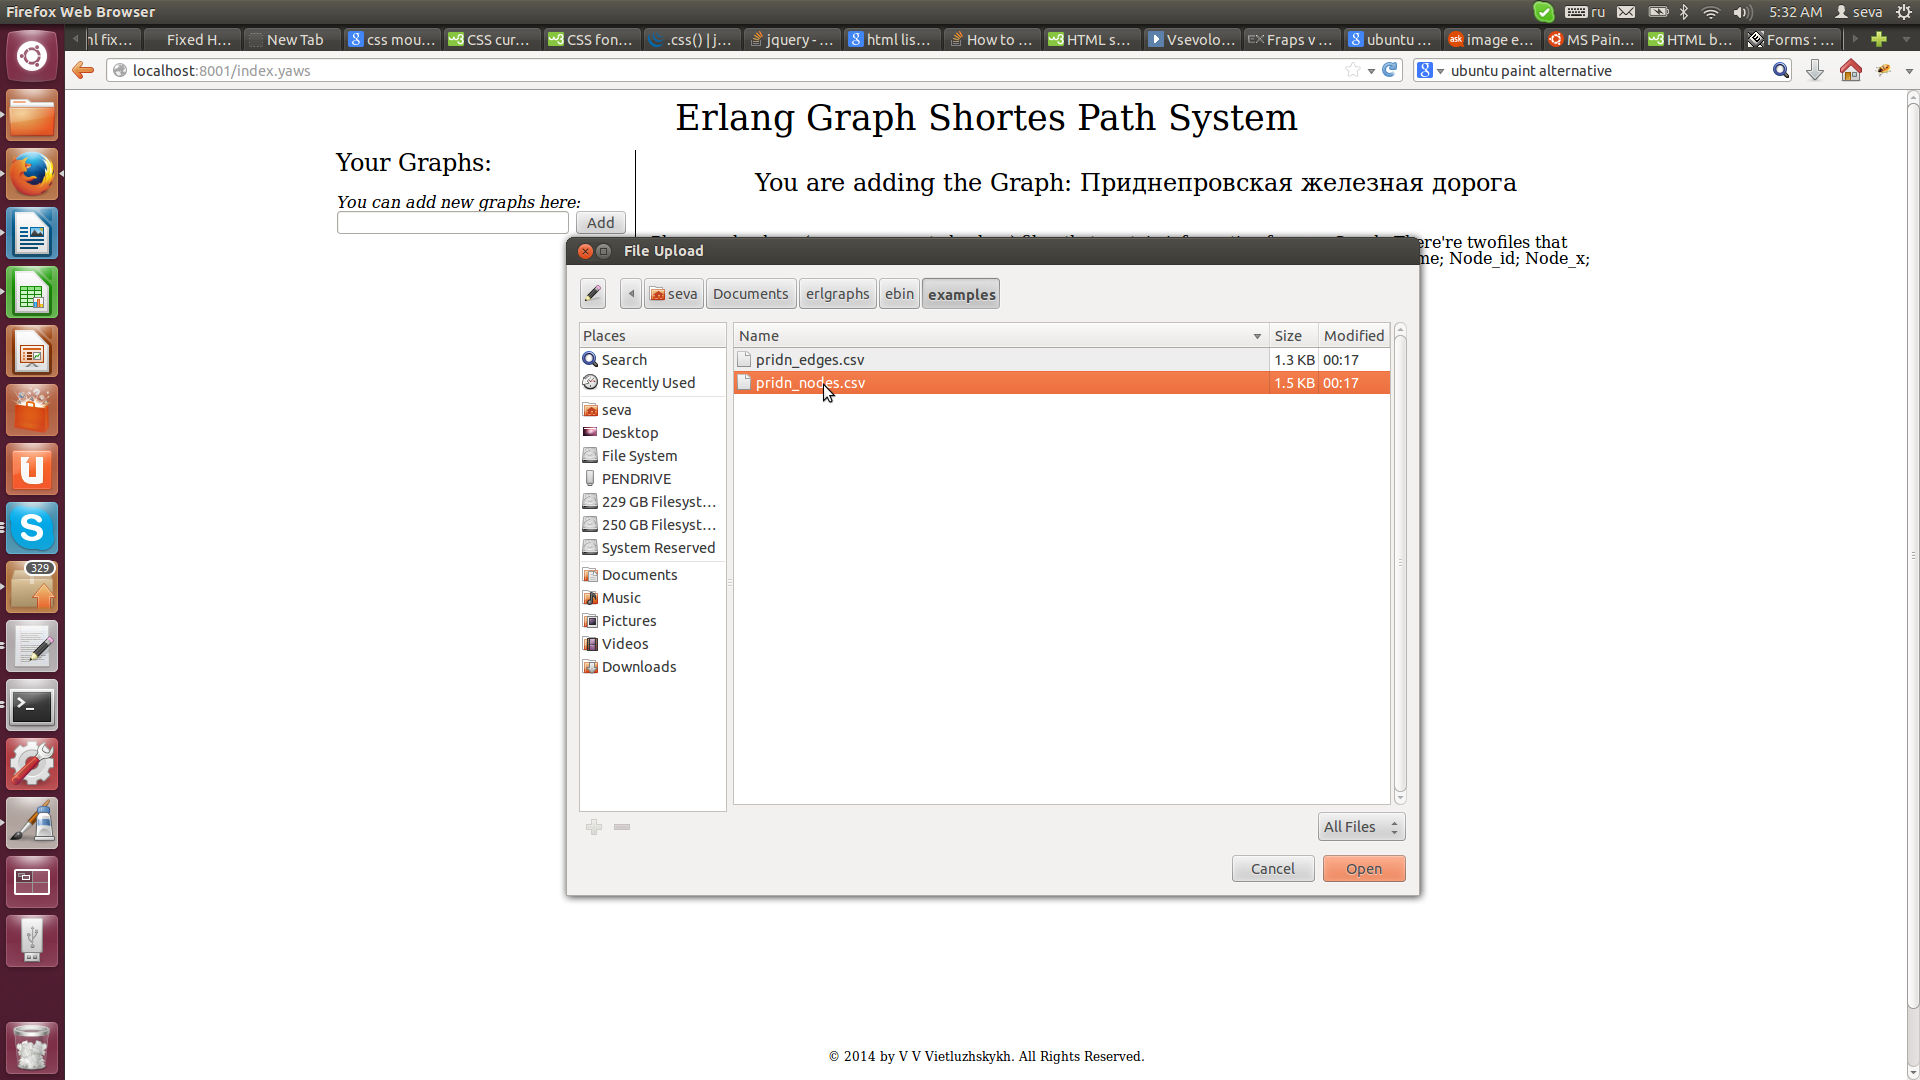 Firefox Web Browser
ru
5:32 AM
seva
nl fix...
Fixed H...
New Tab
css mou...
CSS cur...
CSS fon...
.css() | j...
jquery - ...
html lis...
How to ...
HTML s...
Vsevolo...
Fraps v ...
ubuntu ...
image e...
MS Pain...
HTML b...
Forms : ...
localhost:8001/index.yaws
ubuntu paint alternative
Erlang Graph Shortes Path System
Your Graphs:
You can add new graphs here:
Add
You are adding the Graph: Приднепровская железная дорога
ere're twofiles that
me; Node_id; Node_x;
File Upload
seva
Documents
erlgraphs
ebin
examples
Places
Name
Size
Modified
Search
Recently Used
seva
Desktop
File System
PENDRIVE
229 GB Filesyst...
250 GB Filesyst...
System Reserved
Documents
Music
Pictures
Videos
Downloads
pridn_edges.csv
1.3 KB
00:17
pridn_nodes.csv
1.5 KB
00:17
All Files
Cancel
Open
329
© 2014 by V V Vietluzhskykh. All Rights Reserved.